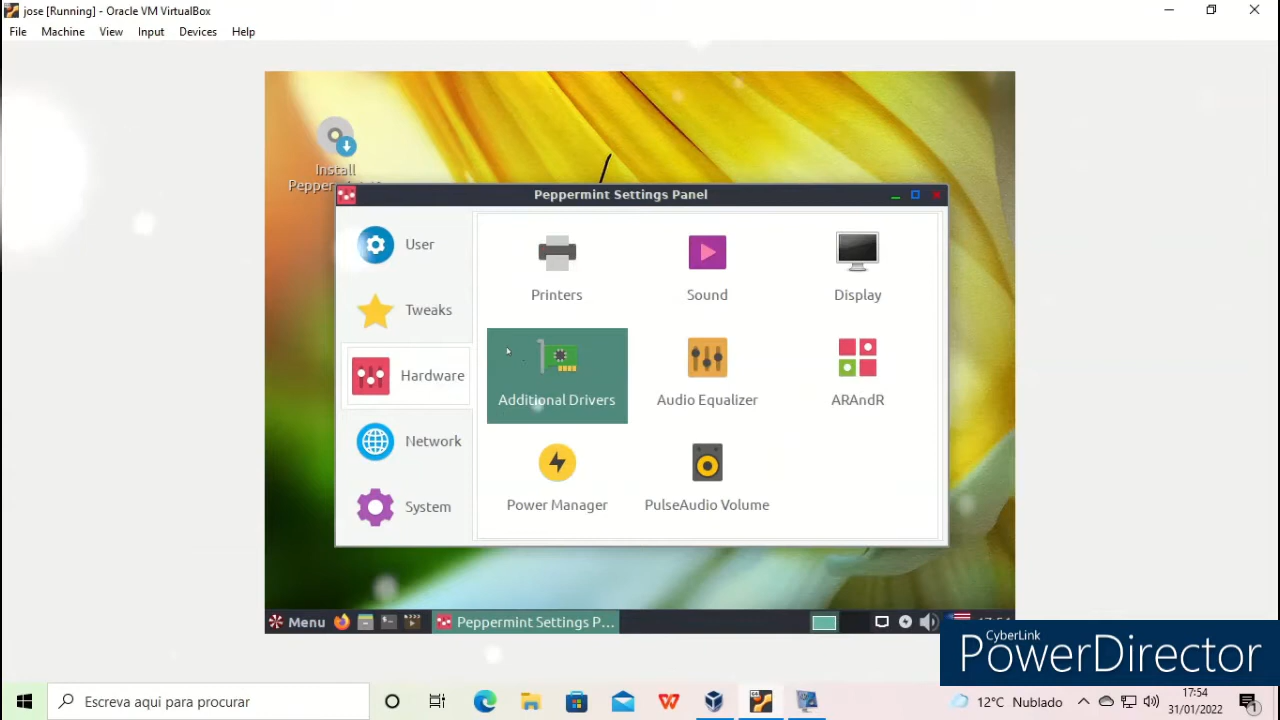 jose [Running] - Oracle VM VirtualBox
File Machine View Input Devices Help
Install
Pepper
Peppermint Settings Panel
User
Tweaks
Hardware
Network
System
Printers Sound Display
Additional Drivers Audio Equalizer ARAndR
Power Manager PulseAudio Volume
Menu Peppermint Settings P...
CyberLink
PowerDirector
Escreva aqui para procurar
12°C Nublado
17:54
31/01/2022
1